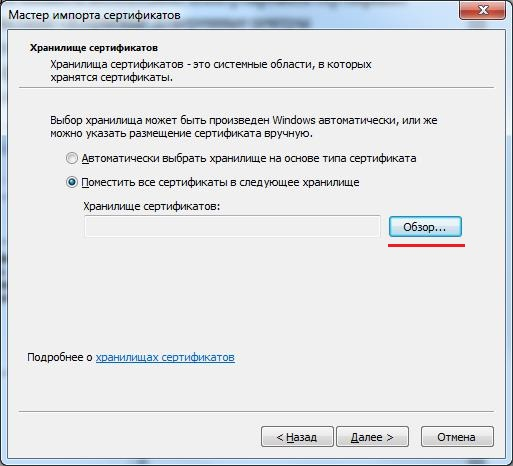 Мастер импорта сертификатов
Хранилище сертификатов
Хранилища сертификатов - это системные области, в которых
хранятся сертификаты.
Выбор хранилища может быть произведен Windows автоматически, или же
можно указать размещение сертификата вручную.
Автоматически выбрать хранилище на основе типа сертификата
Поместить все сертификаты в следующее хранилище
Хранилище сертификатов:
Обзор...
Подробнее о хранилищах сертификатов
< Назад Далее > Отмена